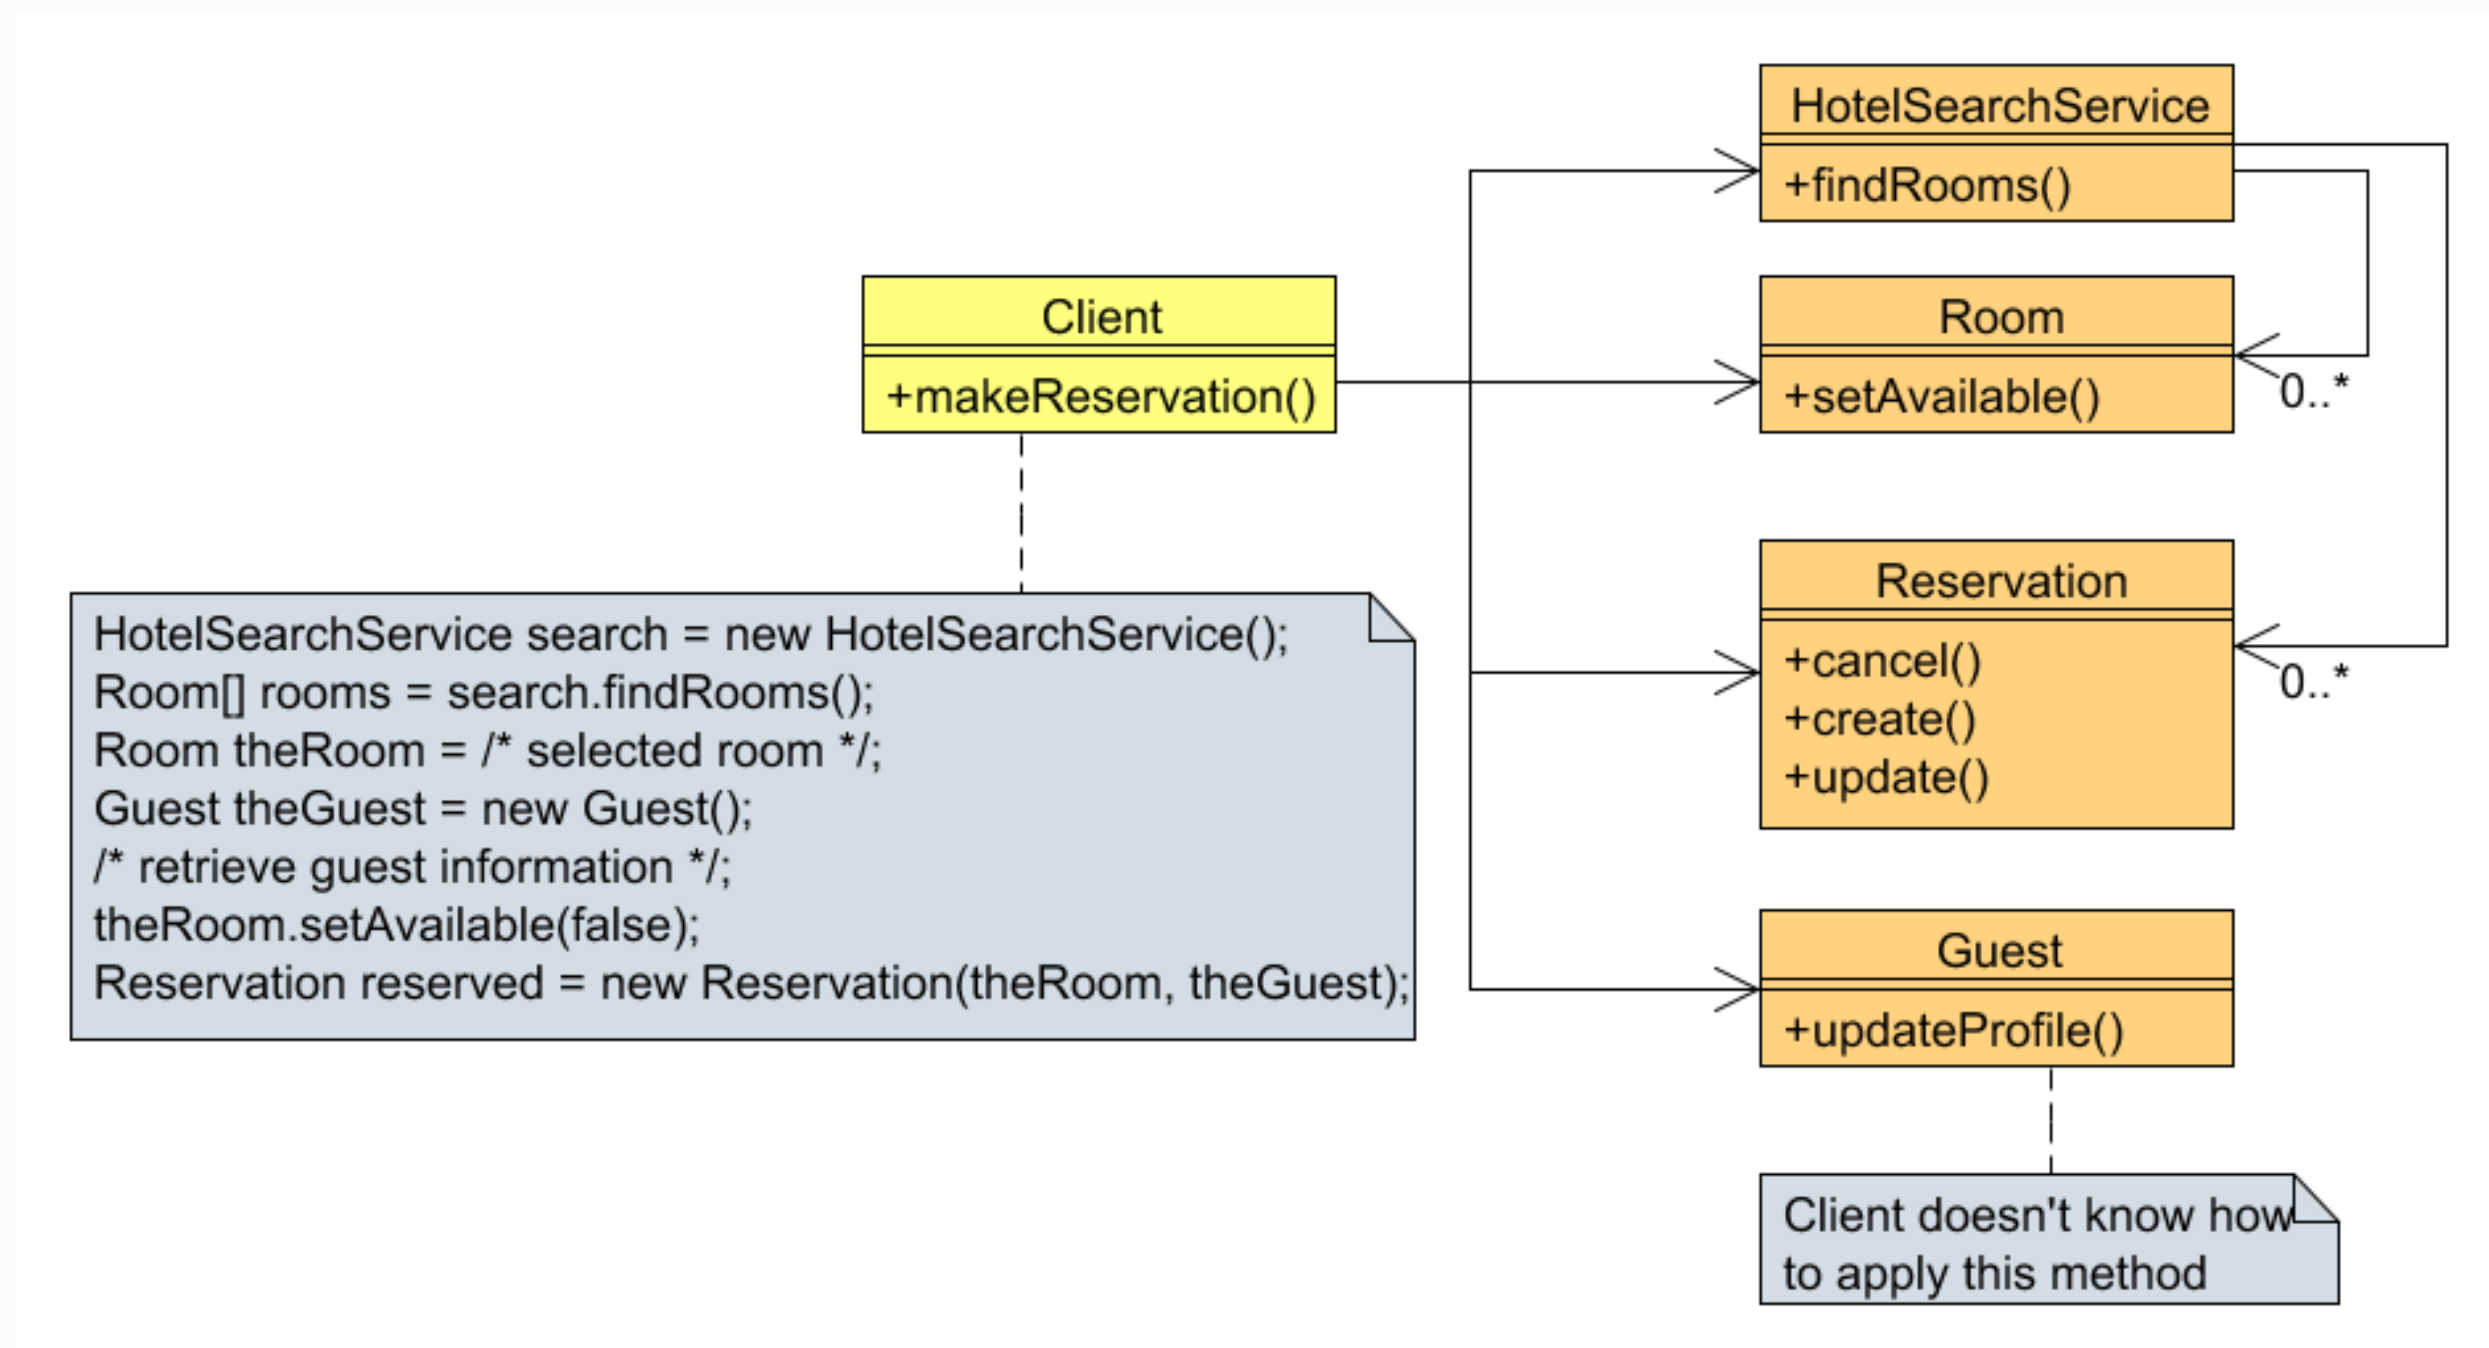 HotelSearchService
+findRooms()
Client
+makeReservation()
Room
+setAvailable()
0..*
Reservation
+cancel()
+create()
+update()
0..*
HotelSearchService search = new HotelSearchService();
Room[] rooms = search.findRooms();
Room theRoom = /* selected room */;
Guest theGuest = new Guest();
/* retrieve guest information */;
theRoom.setAvailable(false);
Reservation reserved = new Reservation(theRoom, theGuest);
Guest
+updateProfile()
Client doesn't know how
to apply this method